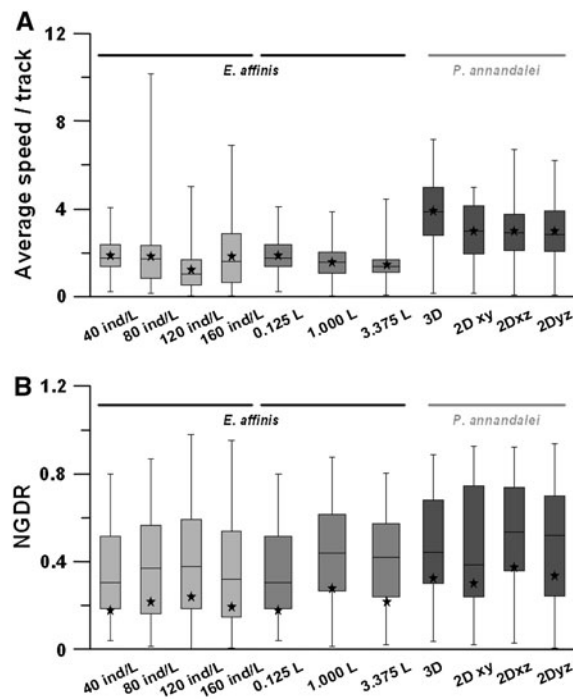 A
E. affinis
P. annandalei
Average speed / track
12
8
4
0
40 ind/L 80 ind/L 120 ind/L 160 ind/L 0.125 L 1.000 L 3.375 L 3D 2D xy 2Dxz 2Dyz
B
E. affinis
P. annandalei
NGDR
1.2
0.8
0.4
0
40 ind/L 80 ind/L 120 ind/L 160 ind/L 0.125 L 1.000 L 3.375 L 3D 2D xy 2Dxz 2Dyz